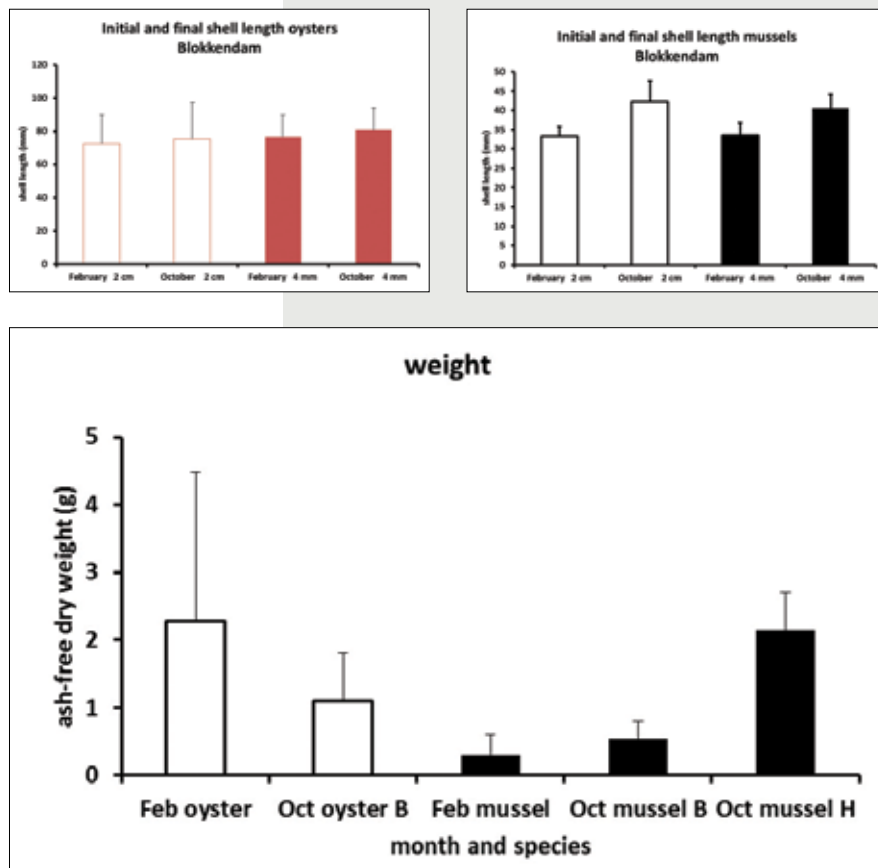 Initial and final shell length oysters
Blokkendam
120
100
80
60
40
20
0
shell length (mm)
February 2 cm
October 2 cm
February 4 mm
October 4 mm
Initial and final shell length mussels
Blokkendam
50
45
40
35
30
25
20
15
10
5
0
shell length (mm)
February 2 cm
October 2 cm
February 4 mm
October 4 mm
weight
5
4
3
2
1
0
ash-free dry weight (g)
Feb oyster
Oct oyster B
Feb mussel
Oct mussel B
Oct mussel H
month and species